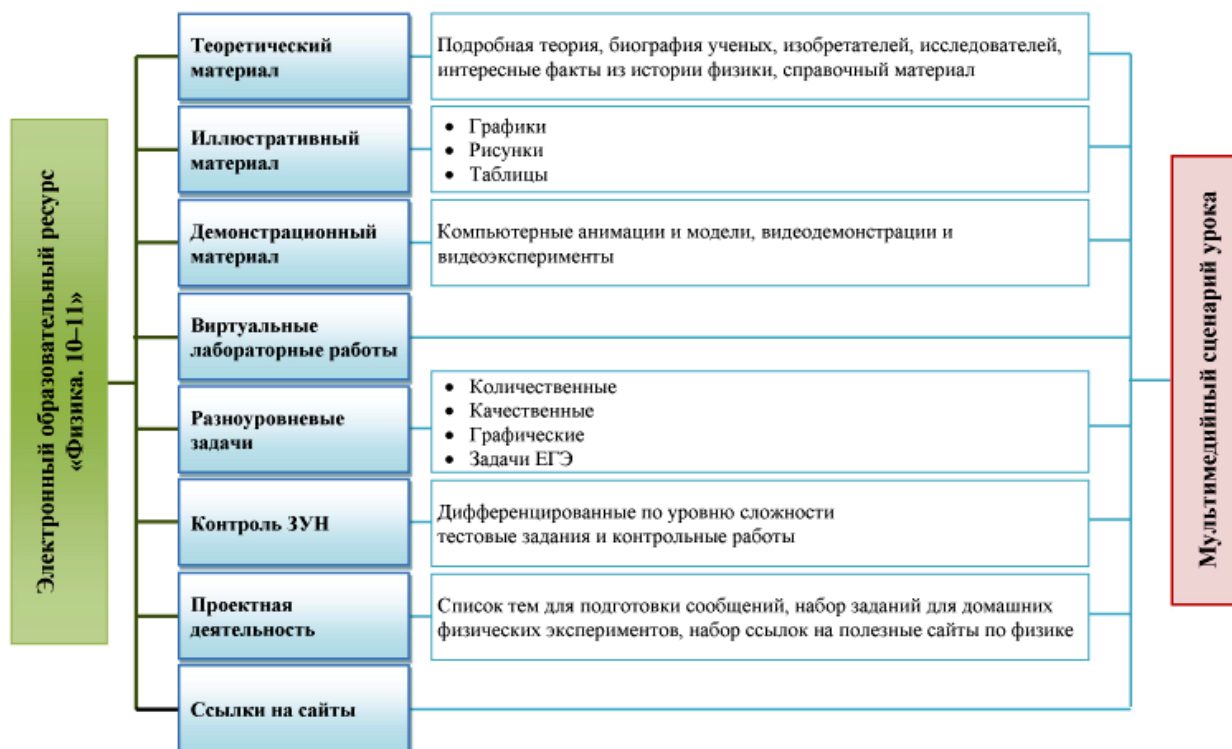 Электронный образовательный ресурс
«Физика. 10–11»
Теоретический
материал
Подробная теория, биография ученых, изобретателей, исследователей,
интересные факты из истории физики, справочный материал
Иллюстративный
материал
• Графики
• Рисунки
• Таблицы
Демонстрационный
материал
Компьютерные анимации и модели, видеодемонстрации и
видеоэксперименты
Виртуальные
лабораторные работы
Разноуровневые
задачи
• Количественные
• Качественные
• Графические
• Задачи ЕГЭ
Контроль ЗУН
Дифференцированные по уровню сложности
тестовые задания и контрольные работы
Проектная
деятельность
Список тем для подготовки сообщений, набор заданий для домашних
физических экспериментов, набор ссылок на полезные сайты по физике
Ссылки на сайты
Мультимедийный сценарий урока